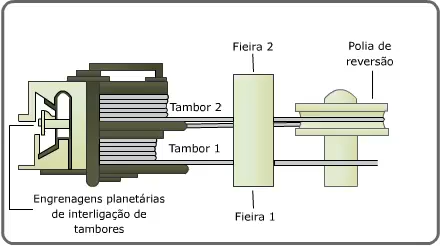 Fieira 2
Polia de
reversão
Tambor 2
Tambor 1
Engrenagens planetárias
de interligação de
tambores
Fieira 1